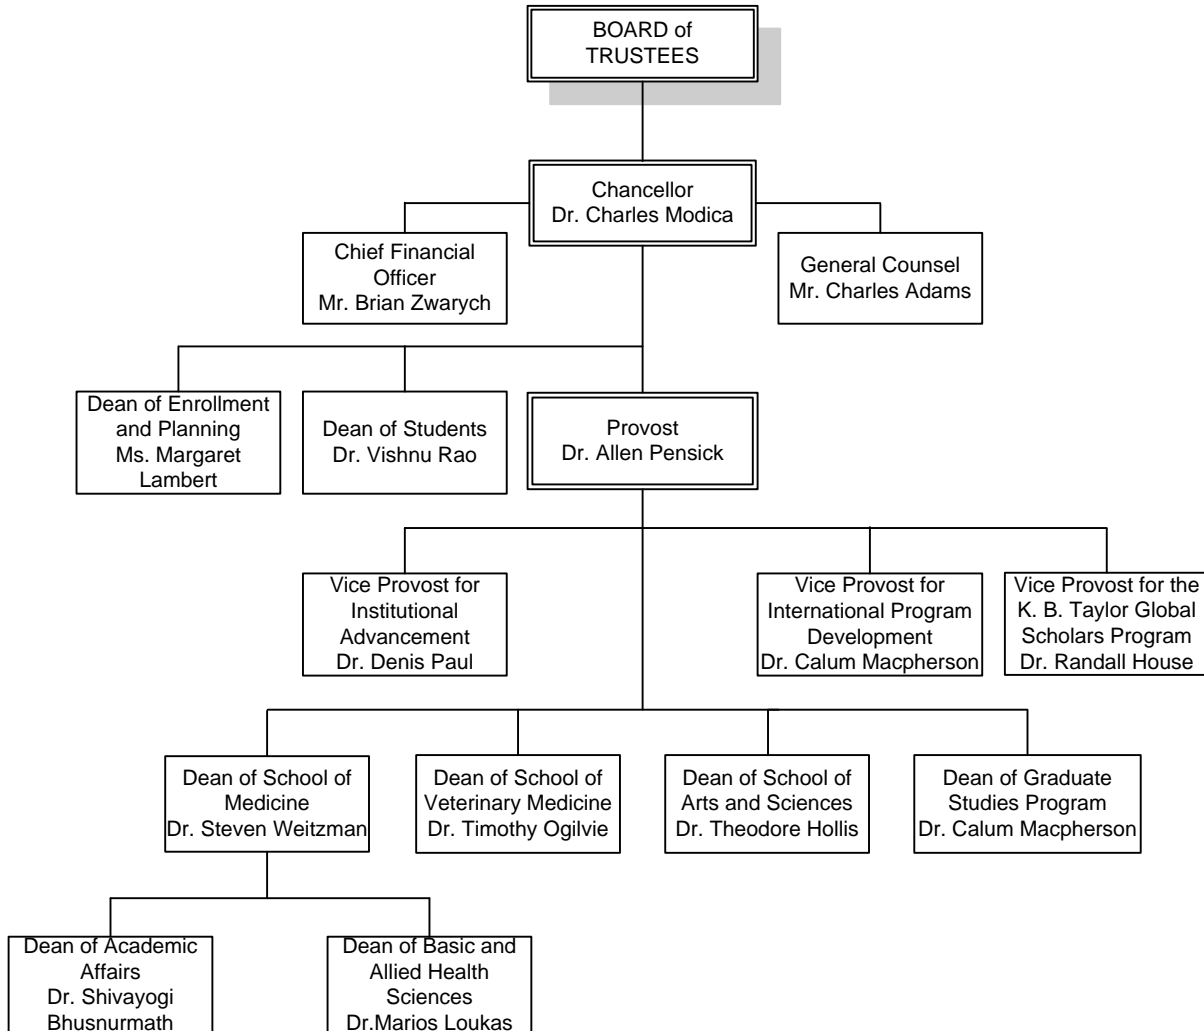 BOARD of
TRUSTEES
Chancellor
Dr. Charles Modica
Chief Financial
Officer
Mr. Brian Zwarych
General Counsel
Mr. Charles Adams
Dean of Enrollment
and Planning
Ms. Margaret
Lambert
Dean of Students
Dr. Vishnu Rao
Provost
Dr. Allen Pensick
Vice Provost for
Institutional
Advancement
Dr. Denis Paul
Vice Provost for
International Program
Development
Dr. Calum Macpherson
Vice Provost for the
K. B. Taylor Global
Scholars Program
Dr. Randall House
Dean of School of
Medicine
Dr. Steven Weitzman
Dean of School of
Veterinary Medicine
Dr. Timothy Ogilvie
Dean of School of
Arts and Sciences
Dr. Theodore Hollis
Dean of Graduate
Studies Program
Dr. Calum Macpherson
Dean of Academic
Affairs
Dr. Shivayogi
Bhusnurmath
Dean of Basic and
Allied Health
Sciences
Dr.Marios Loukas